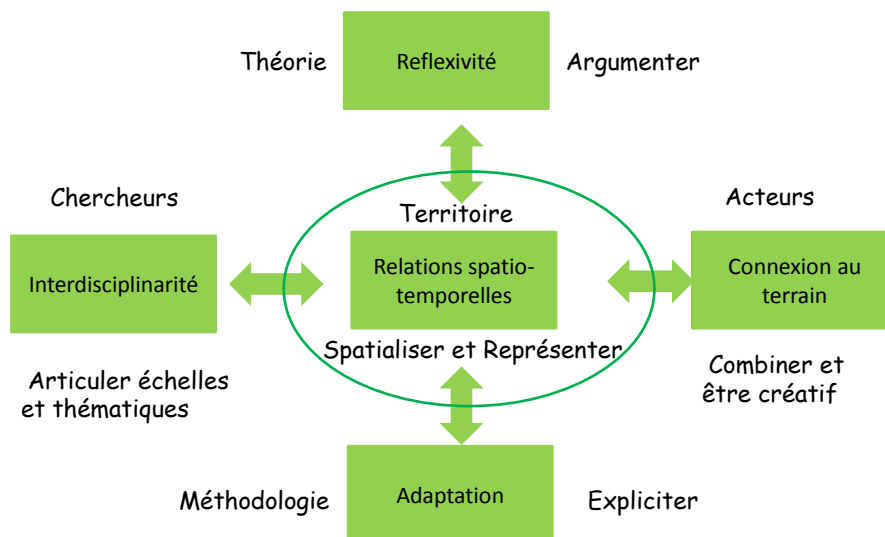 Théorie
Reflexivité
Argumenter
Chercheurs
Territoire
Acteurs
Interdisciplinarité
Relations spatio-
temporelles
Connexion au
terrain
Spatialiser et Représenter
Articuler échelles
et thématiques
Combiner et
être créatif
Méthodologie
Adaptation
Expliciter